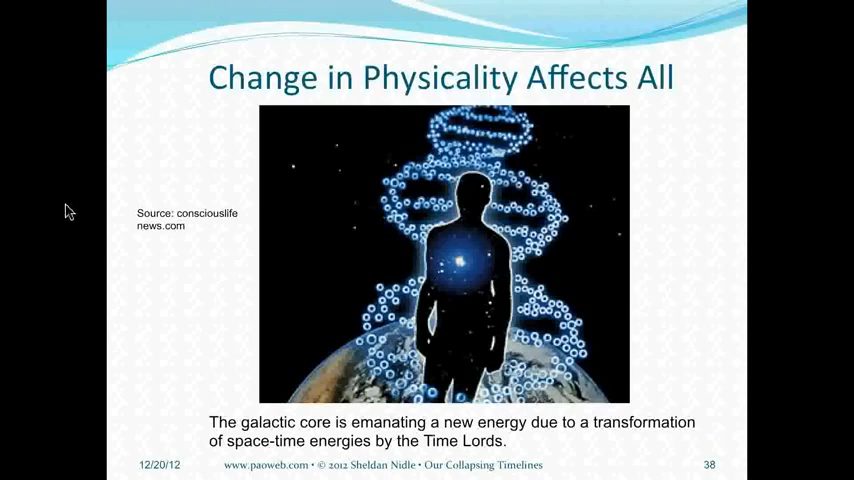 Change in Physicality Affects All
Source: consciouslife
news.com
The galactic core is emanating a new energy due to a transformation
of space-time energies by the Time Lords.
12/20/12 www.paoweb.com • © 2012 Sheldan Nidle • Our Collapsing Timelines 38